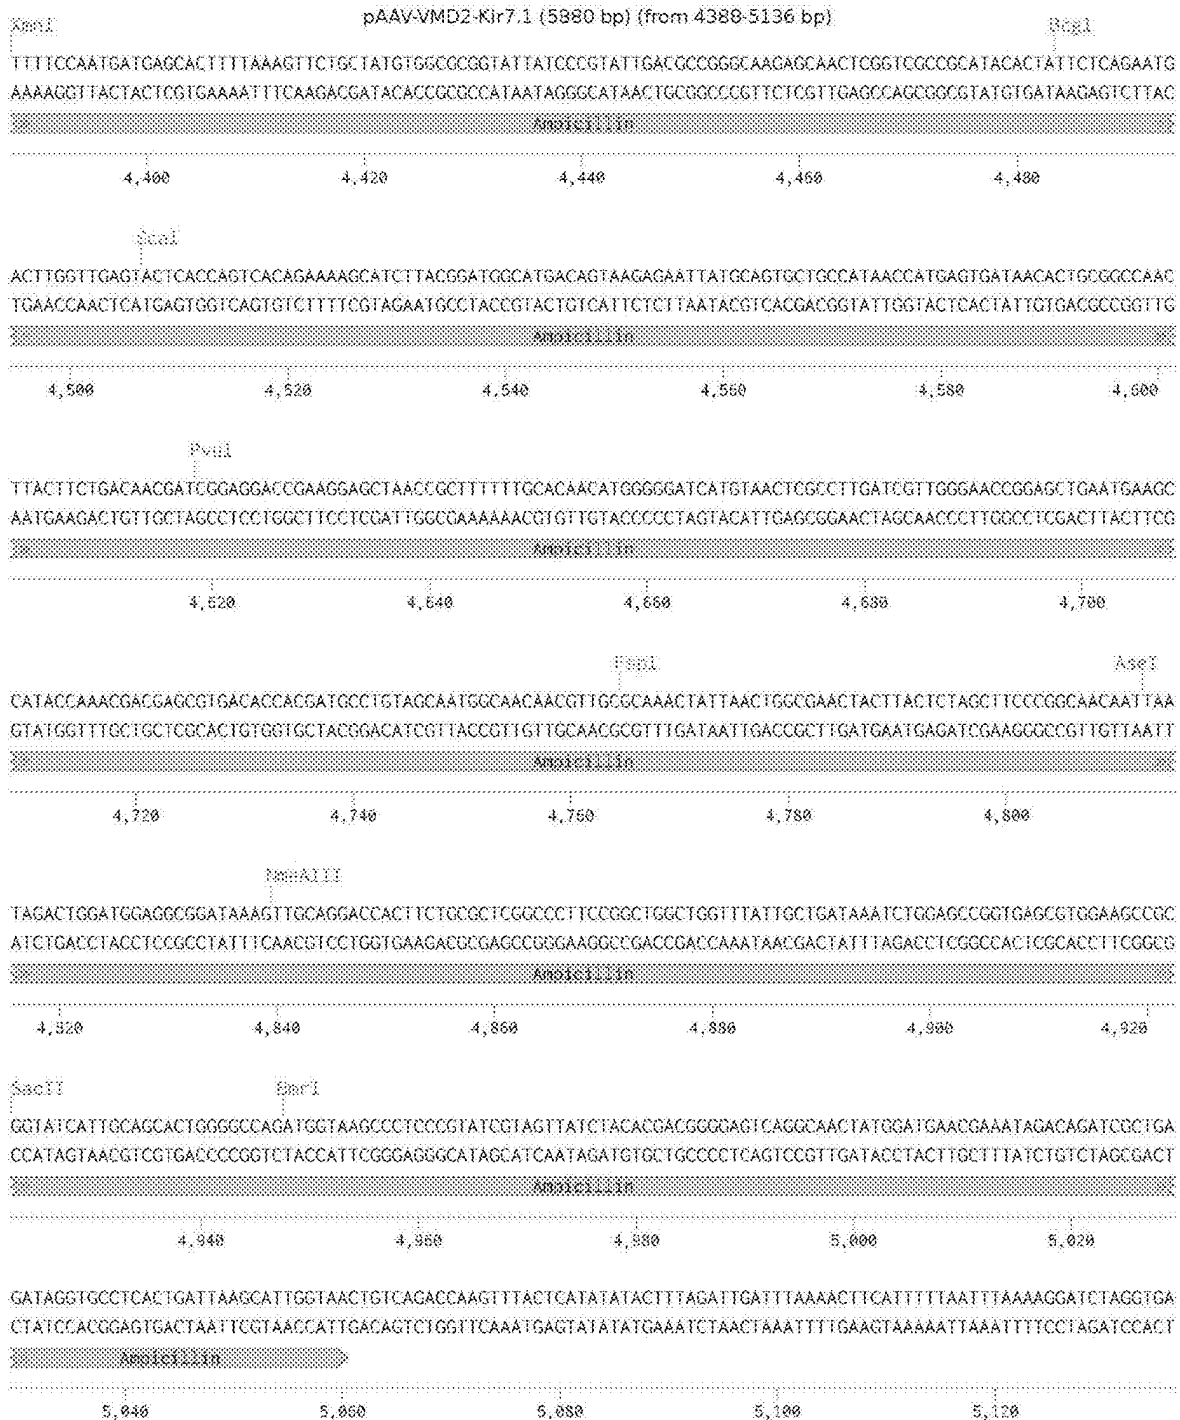 pAAV-VMD2-Kir7.1 (5880 bp) (from 4388-5136 bp)
XmnI BcgI
TTTTCCAATGATGAGCACTTTTAAAGTTCTGCTATGTGGCGCGGTATTATCCCGTATTGACGCCGGGCAAGAGCAACTCGGTCGCCGCATACACTATTCTCAGAATG
AAAAGGTTACTACTCGTGAAAATTTCAAGACGATACACCGCGCCATAATAGGGCATAACTGCGGCCCGTTCTCGTTGAGCCAGCGGCGTATGTGATAAGAGTCTTAC
Ampicillin
4,400 4,420 4,440 4,460 4,480
ScaI
ACTTGGTTGAGTACTCACCAGTCACAGAAAAGCATCTTACGGATGGCATGACAGTAAGAGAATTATGCAGTGCTGCCATAACCATGAGTGATAACACTGCGGCCAAC
TGAACCAACTCATGAGTGGTCAGTGTCTTTTCGTAGAATGCCTACCGTACTGTCATTCTCTTAATACGTCACGACGGTATTGGTACTCACTATTGTGACGCCGGTTG
Ampicillin
4,500 4,520 4,540 4,560 4,580 4,600
PvuI
TTACTTCTGACAACGATCGGAGGACCGAAGGAGCTAACCGCTTTTTTGCACAACATGGGGGATCATGTAACTCGCCTTGATCGTTGGGAACCGGAGCTGAATGAAGC
AATGAAGACTGTTGCTAGCCTCCTGGCTTCCTCGATTGGCGAAAAAACGTGTTGTACCCCCTAGTACATTGAGCGGAACTAGCAACCCTTGGCCTCGACTTACTTCG
Ampicillin
4,620 4,640 4,660 4,680 4,700
FspI AseI
CATACCAAACGACGAGCGTGACACCACGATGCCTGTAGCAATGGCAACAACGTTGCGCAAACTATTAACTGGCGAACTACTTACTCTAGCTTCCCGGCAACAATTAA
GTATGGTTTGCTGCTCGCACTGTGGTGCTACGGACATCGTTACCGTTGTTGCAACGCGTTTGATAATTGACCGCTTGATGAATGAGATCGAAGGGCCGTTGTTAATT
Ampicillin
4,720 4,740 4,760 4,780 4,800
NmeAIII
TAGACTGGATGGAGGCGGATAAAGTTGCAGGACCACTTCTGCGCTCGGCCCTTCCGGCTGGCTGGTTTATTGCTGATAAATCTGGAGCCGGTGAGCGTGGAAGCCGC
ATCTGACCTACCTCCGCCTATTTCAACGTCCTGGTGAAGACGCGAGCCGGGAAGGCCGACCGACCAAATAACGACTATTTAGACCTCGGCCACTCGCACCTTCGGCG
Ampicillin
4,820 4,840 4,860 4,880 4,900 4,920
SacII BmrI
GGTATCATTGCAGCACTGGGGCCAGATGGTAAGCCCTCCCGTATCGTAGTTATCTACACGACGGGGAGTCAGGCAACTATGGATGAACGAAATAGACAGATCGCTGA
CCATAGTAACGTCGTGACCCCGGTCTACCATTCGGGAGGGCATAGCATCAATAGATGTGCTGCCCCTCAGTCCGTTGATACCTACTTGCTTTATCTGTCTAGCGACT
Ampicillin
4,940 4,960 4,980 5,000 5,020
GATAGGTGCCTCACTGATTAAGCATTGGTAACTGTCAGACCAAGTTTACTCATATATACTTTAGATTGATTTAAAACTTCATTTTTAATTTAAAAGGATCTAGGTGA
CTATCCACGGAGTGACTAATTCGTAACCATTGACAGTCTGGTTCAAATGAGTATATATGAAATCTAACTAAATTTTGAAGTAAAAATTAAATTTTCCTAGATCCACT
Ampicillin
5,040 5,060 5,080 5,100 5,120